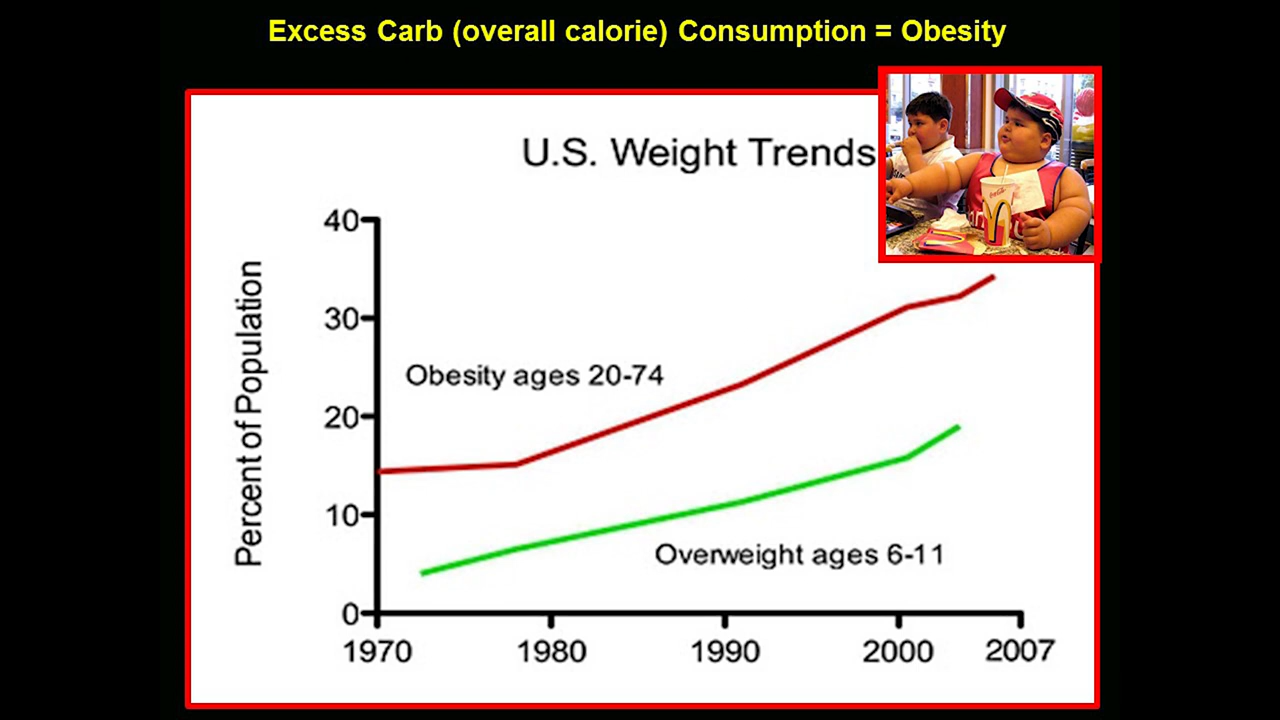 Excess Carb (overall calorie) Consumption = Obesity
U.S. Weight Trends
40
30
20
10
0
Percent of Population
Obesity ages 20-74
Overweight ages 6-11
1970
1980
1990
2000
2007